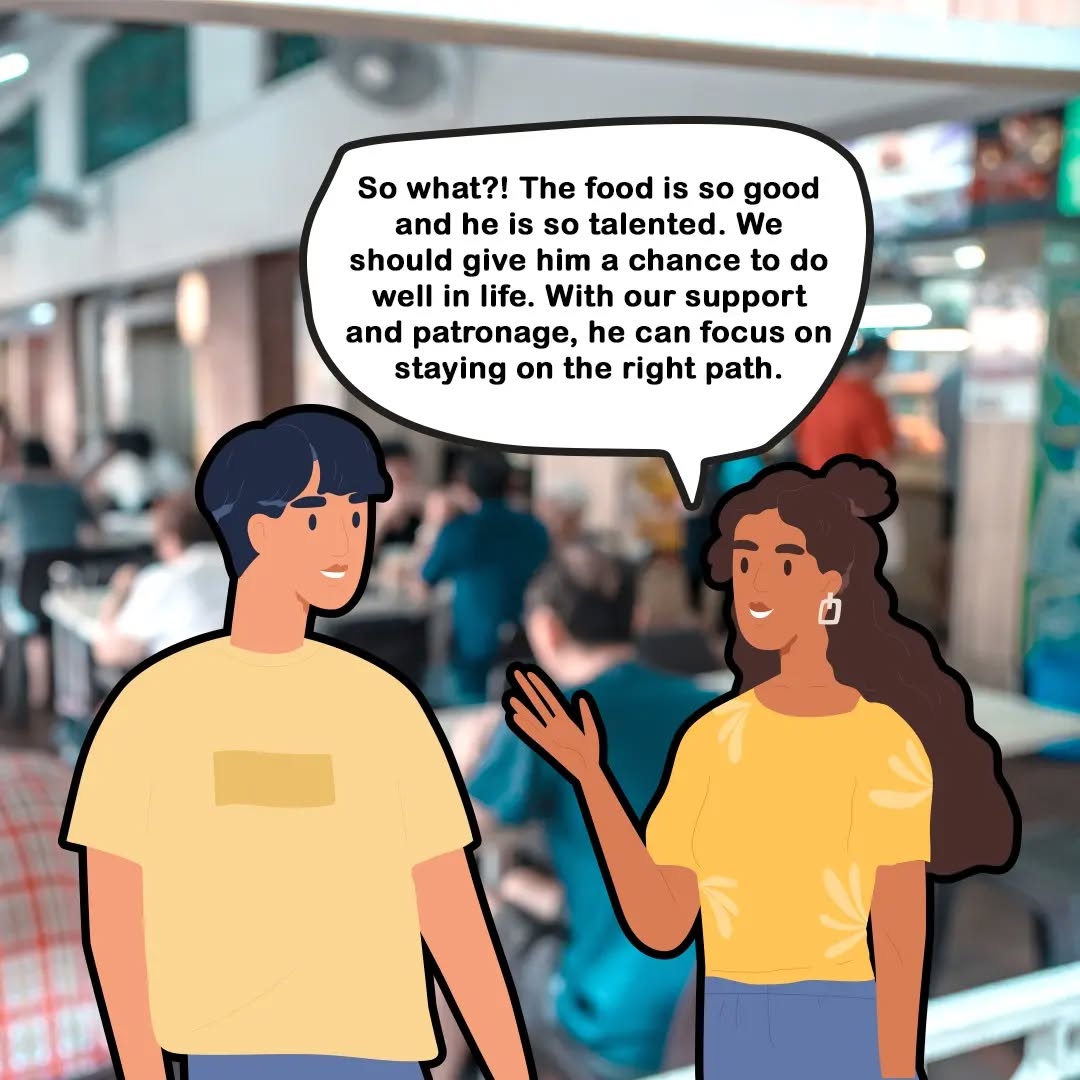 So what?! The food is so good
and he is so talented. We
should give him a chance to do
well in life. With our support
and patronage, he can focus on
staying on the right path.